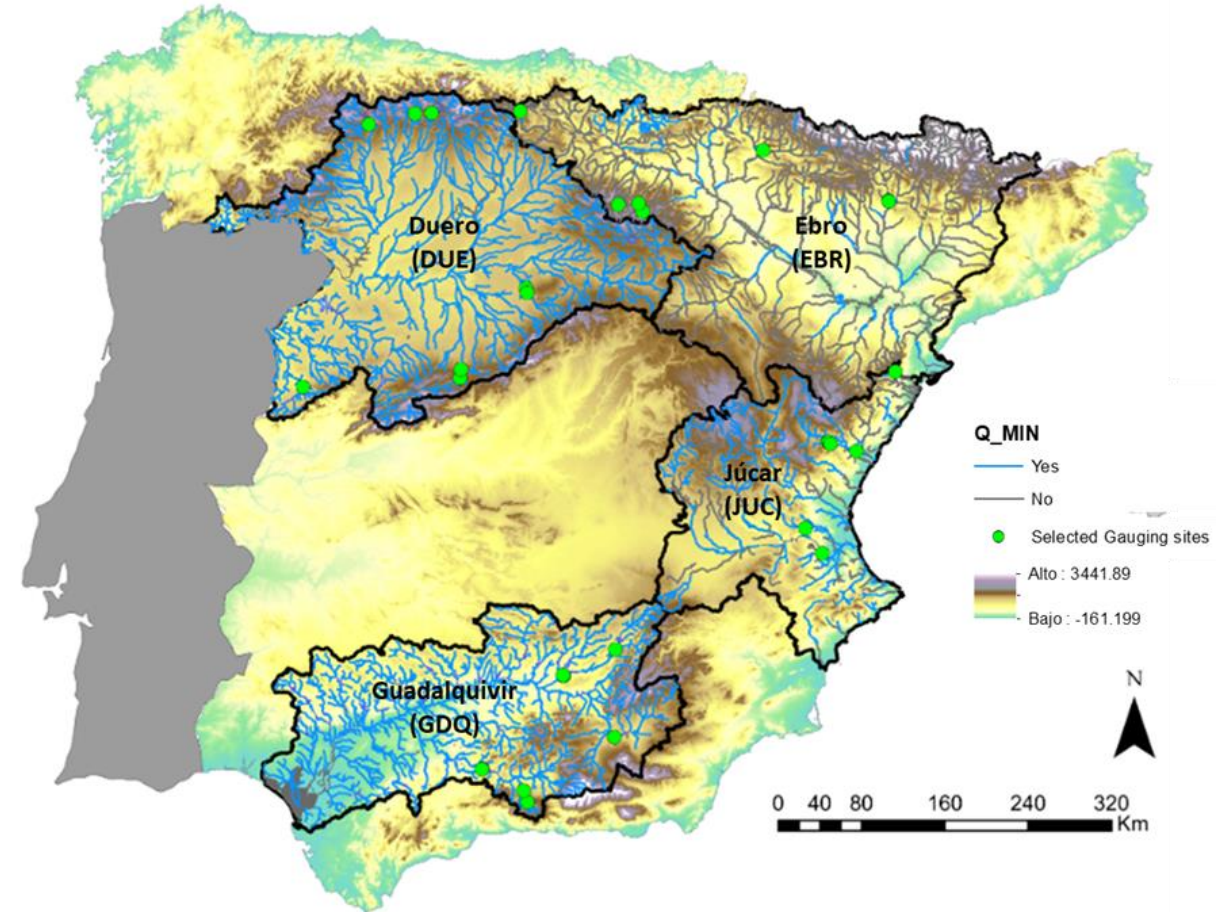 Duero
(DUE)
Ebro
(EBR)
Júcar
(JUC)
Guadalquivir
(GDQ)
Q_MIN
Yes
No
Selected Gauging sites
Alto : 3441.89
Bajo : -161.199
N
0 40 80 160 240 320
Km